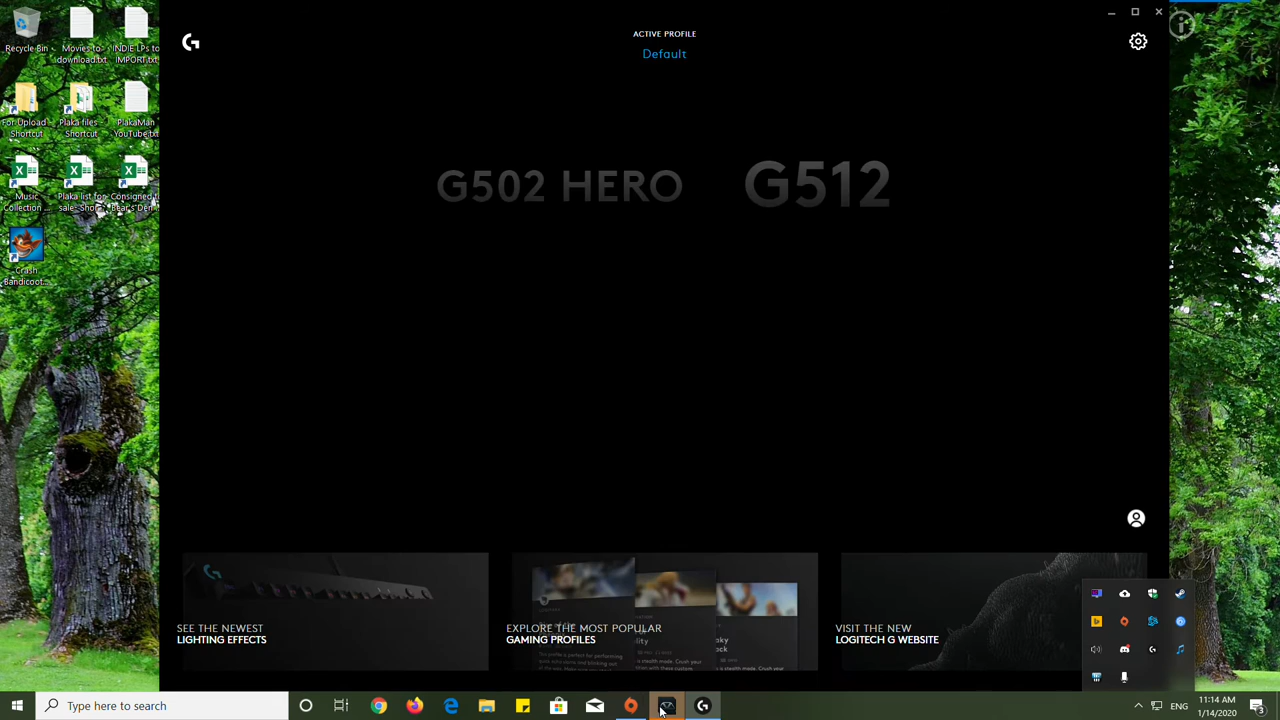 Recycle Bin
Movies to
download.txt
INDIE LPs to
IMPORT.txt
For Upload -
Shortcut
Plaka files -
Shortcut
PlakaMan
YouTube.txt
Music
Collection
Plaka list for
sale
Consigned
Bear's Den
Crash
Bandicoot...
ACTIVE PROFILE
Default
G502 HERO
G512
SEE THE NEWEST
LIGHTING EFFECTS
EXPLORE THE MOST POPULAR
GAMING PROFILES
VISIT THE NEW
LOGITECH G WEBSITE
Type here to search
ENG
11:14 AM
1/14/2020
3